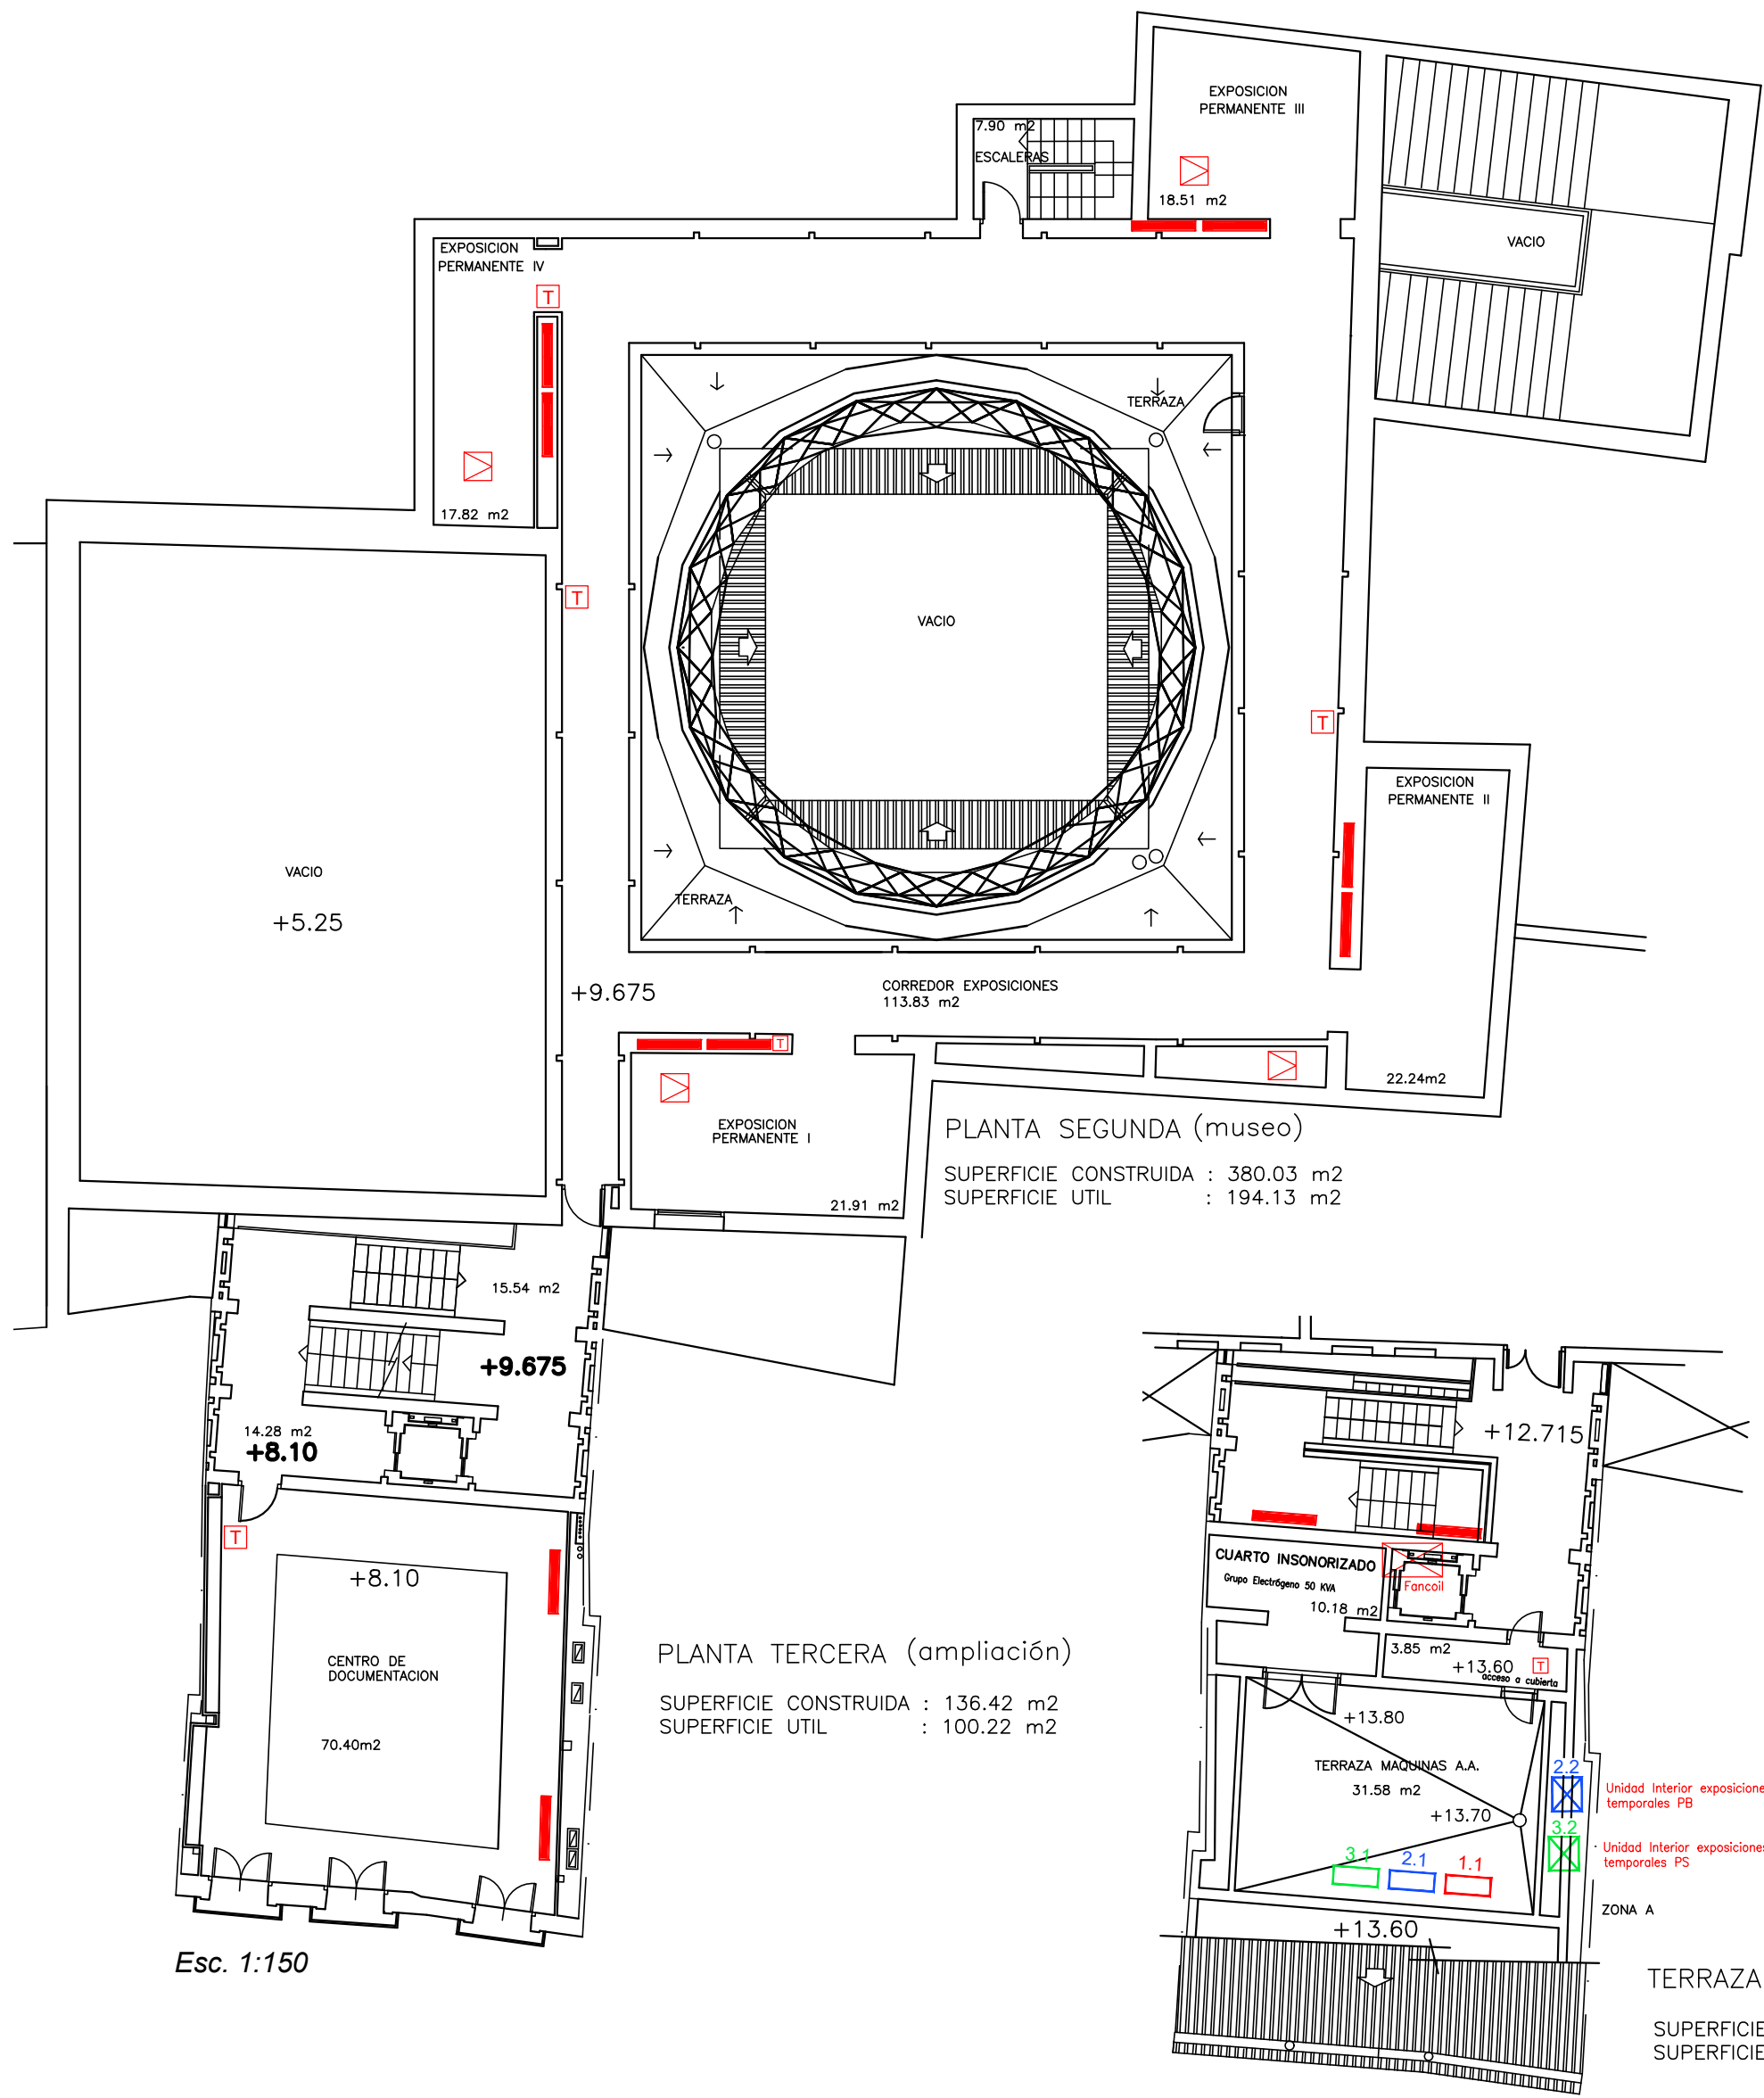 EXPOSICION
PERMANENTE III
7.90 m2
ESCALERAS
18.51 m2
VACIO
EXPOSICION
PERMANENTE IV
T
17.82 m2
TERRAZA
T
VACIO
T
EXPOSICION
PERMANENTE II
VACIO
+5.25
TERRAZA
+9.675
CORREDOR EXPOSICIONES
113.83 m2
T
22.24m2
EXPOSICION
PERMANENTE I
21.91 m2
PLANTA SEGUNDA (museo)
SUPERFICIE CONSTRUIDA : 380.03 m2
SUPERFICIE UTIL : 194.13 m2
15.54 m2
+9.675
14.28 m2
+8.10
T
+8.10
CENTRO DE
DOCUMENTACION
70.40m2
PLANTA TERCERA (ampliación)
SUPERFICIE CONSTRUIDA : 136.42 m2
SUPERFICIE UTIL : 100.22 m2
Esc. 1:150
+12.715
CUARTO INSONORIZADO
Grupo Electrógeno 50 KVA
10.18 m2
Fancoil
3.85 m2
+13.60
T
acceso a cubierta
+13.80
TERRAZA MAQUINAS A.A.
31.58 m2
+13.70
2.2
Unidad Interior exposicione
temporales PB
3.2
Unidad Interior exposicione
temporales PS
3.1
2.1
1.1
ZONA A
+13.60
TERRAZA
SUPERFICIE
SUPERFICIE